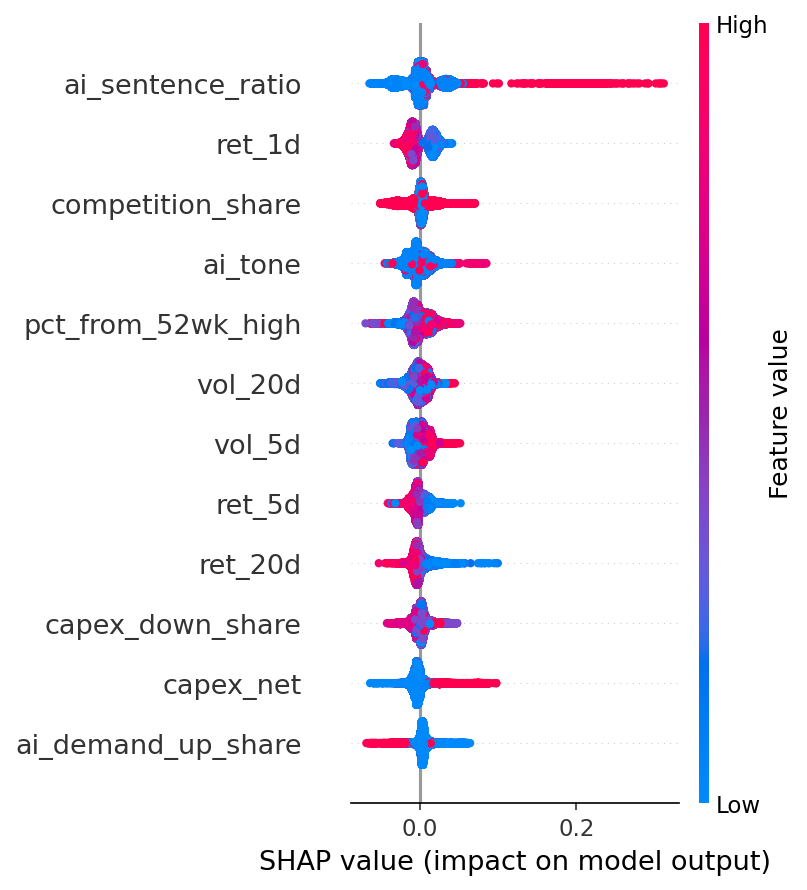 High
ai_sentence_ratio
ret_1d
competition_share
ai_tone
pct_from_52wk_high
vol_20d
vol_5d
ret_5d
ret_20d
capex_down_share
capex_net
ai_demand_up_share
Feature value
Low
0.0 0.2
SHAP value (impact on model output)